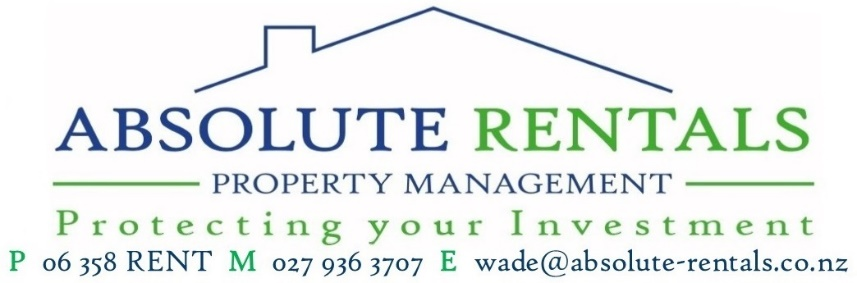 ABSOLUTE RENTALS
PROPERTY MANAGEMENT
Protecting your Investment
P 06 358 RENT M 027 936 3707 E wade@absolute-rentals.co.nz